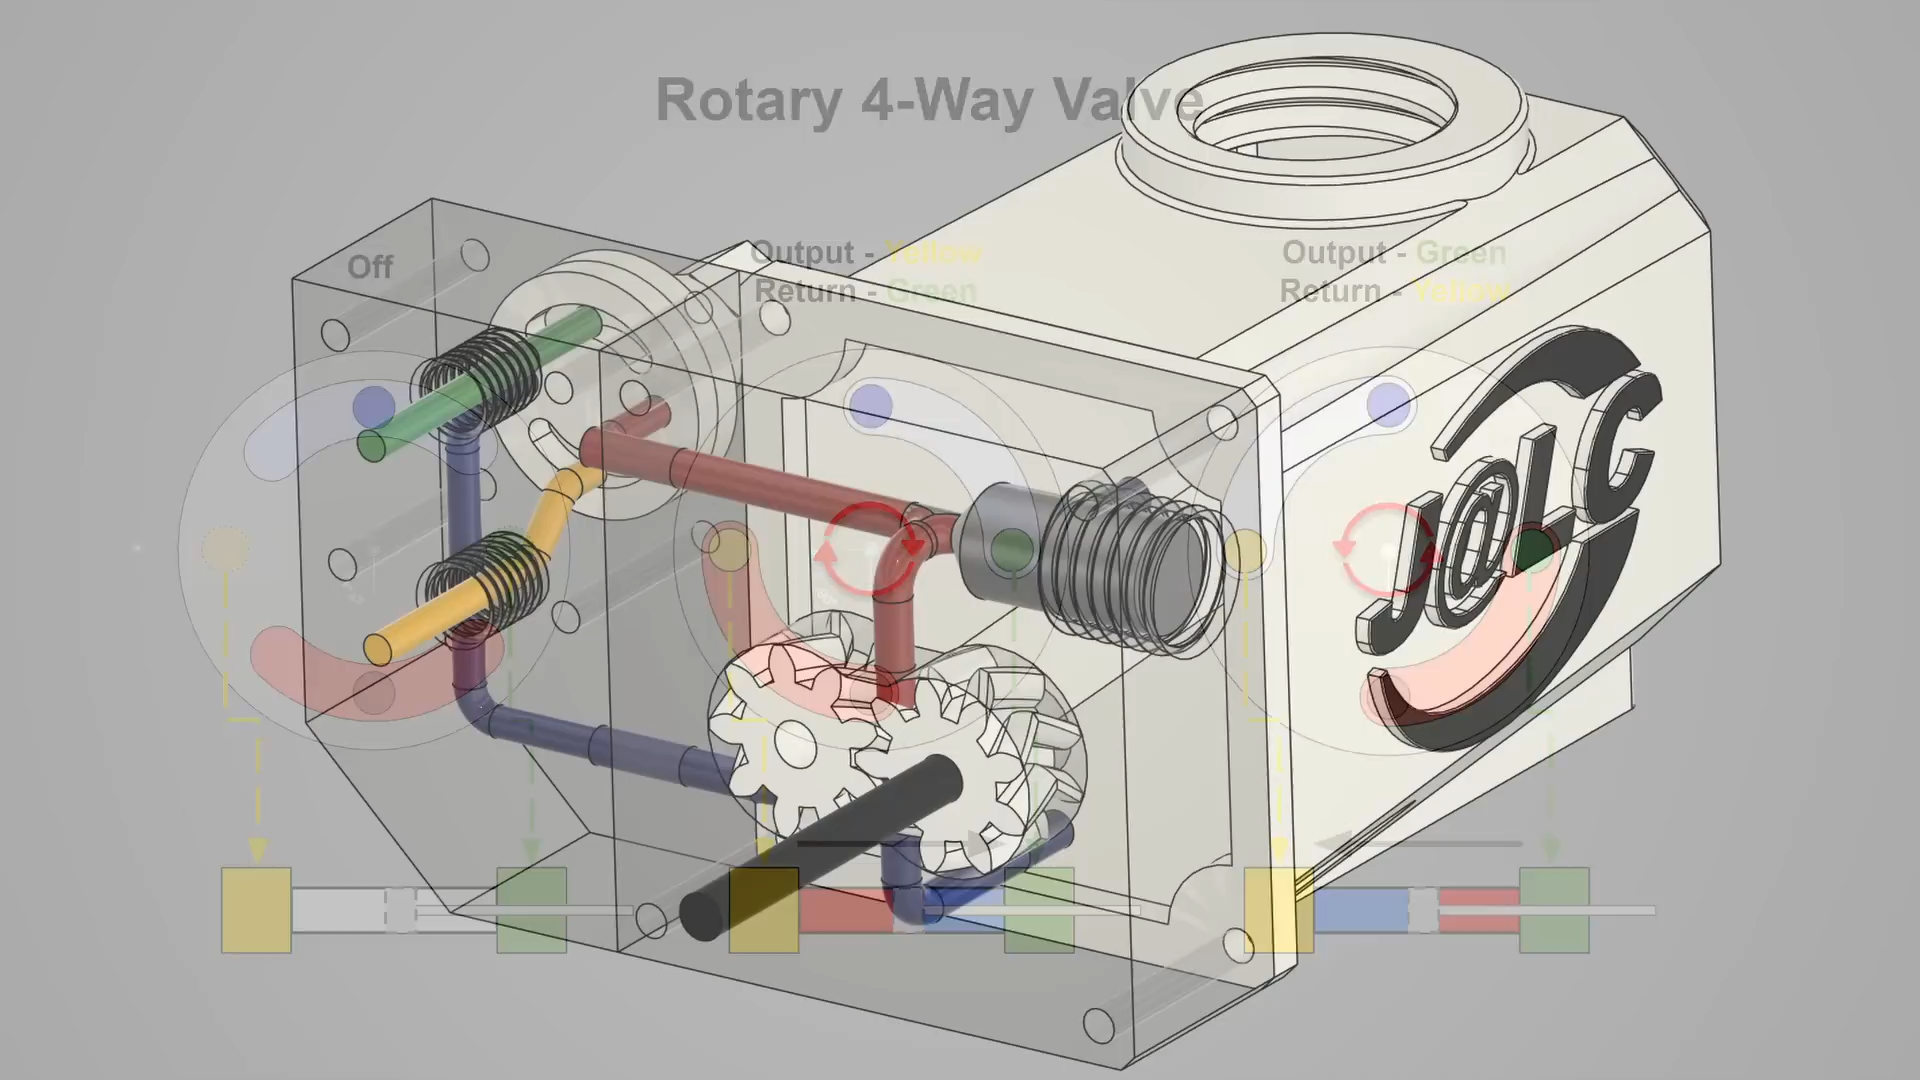 Rotary 4-Way Valve
Off
Output - Yellow
Return - Green
Output - Green
Return - Yellow
J@LC